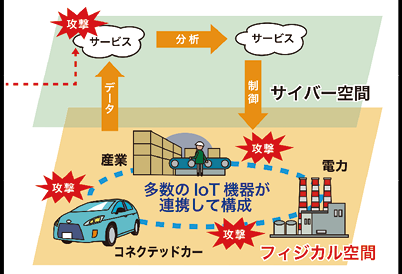 攻撃
サービス
分析
サービス
データ
制御
サイバー空間
産業
攻撃
電力
攻撃
多数のIoT機器が
連携して構成
攻撃
コネクテッドカー
フィジカル空間